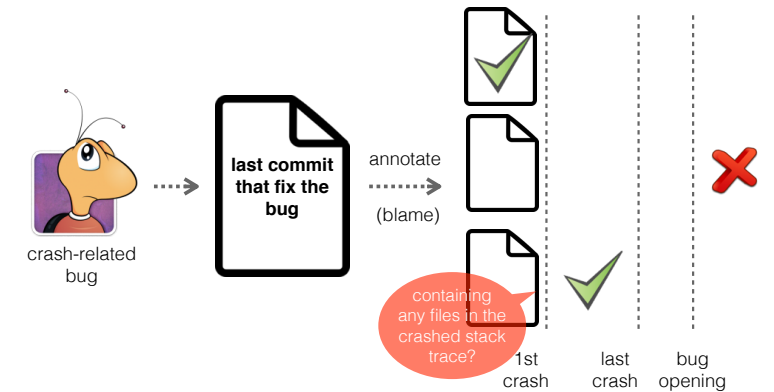 last commit
that fix the
bug
annotate
(blame)
crash-related
bug
containing
any files in the
crashed stack
trace?
1st
crash
last
crash
bug
opening